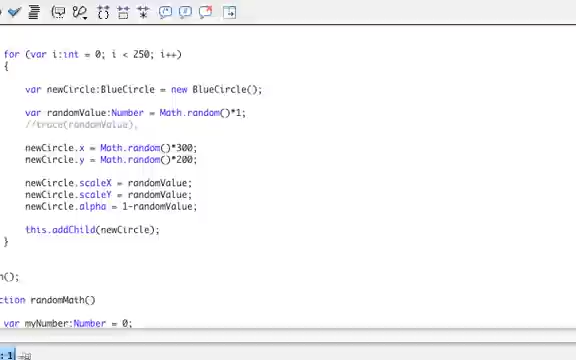 for (var i:int = 0; i < 250; i++)
{
var newCircle:BlueCircle = new BlueCircle();
var randomValue:Number = Math.random()*1;
//trace(randomValue);
newCircle.x = Math.random()*300;
newCircle.y = Math.random()*200;
newCircle.scaleX = randomValue;
newCircle.scaleY = randomValue;
newCircle.alpha = 1-randomValue;
this.addChild(newCircle);
}
h();
ction randomMath()
var myNumber:Number = 0;
: 1